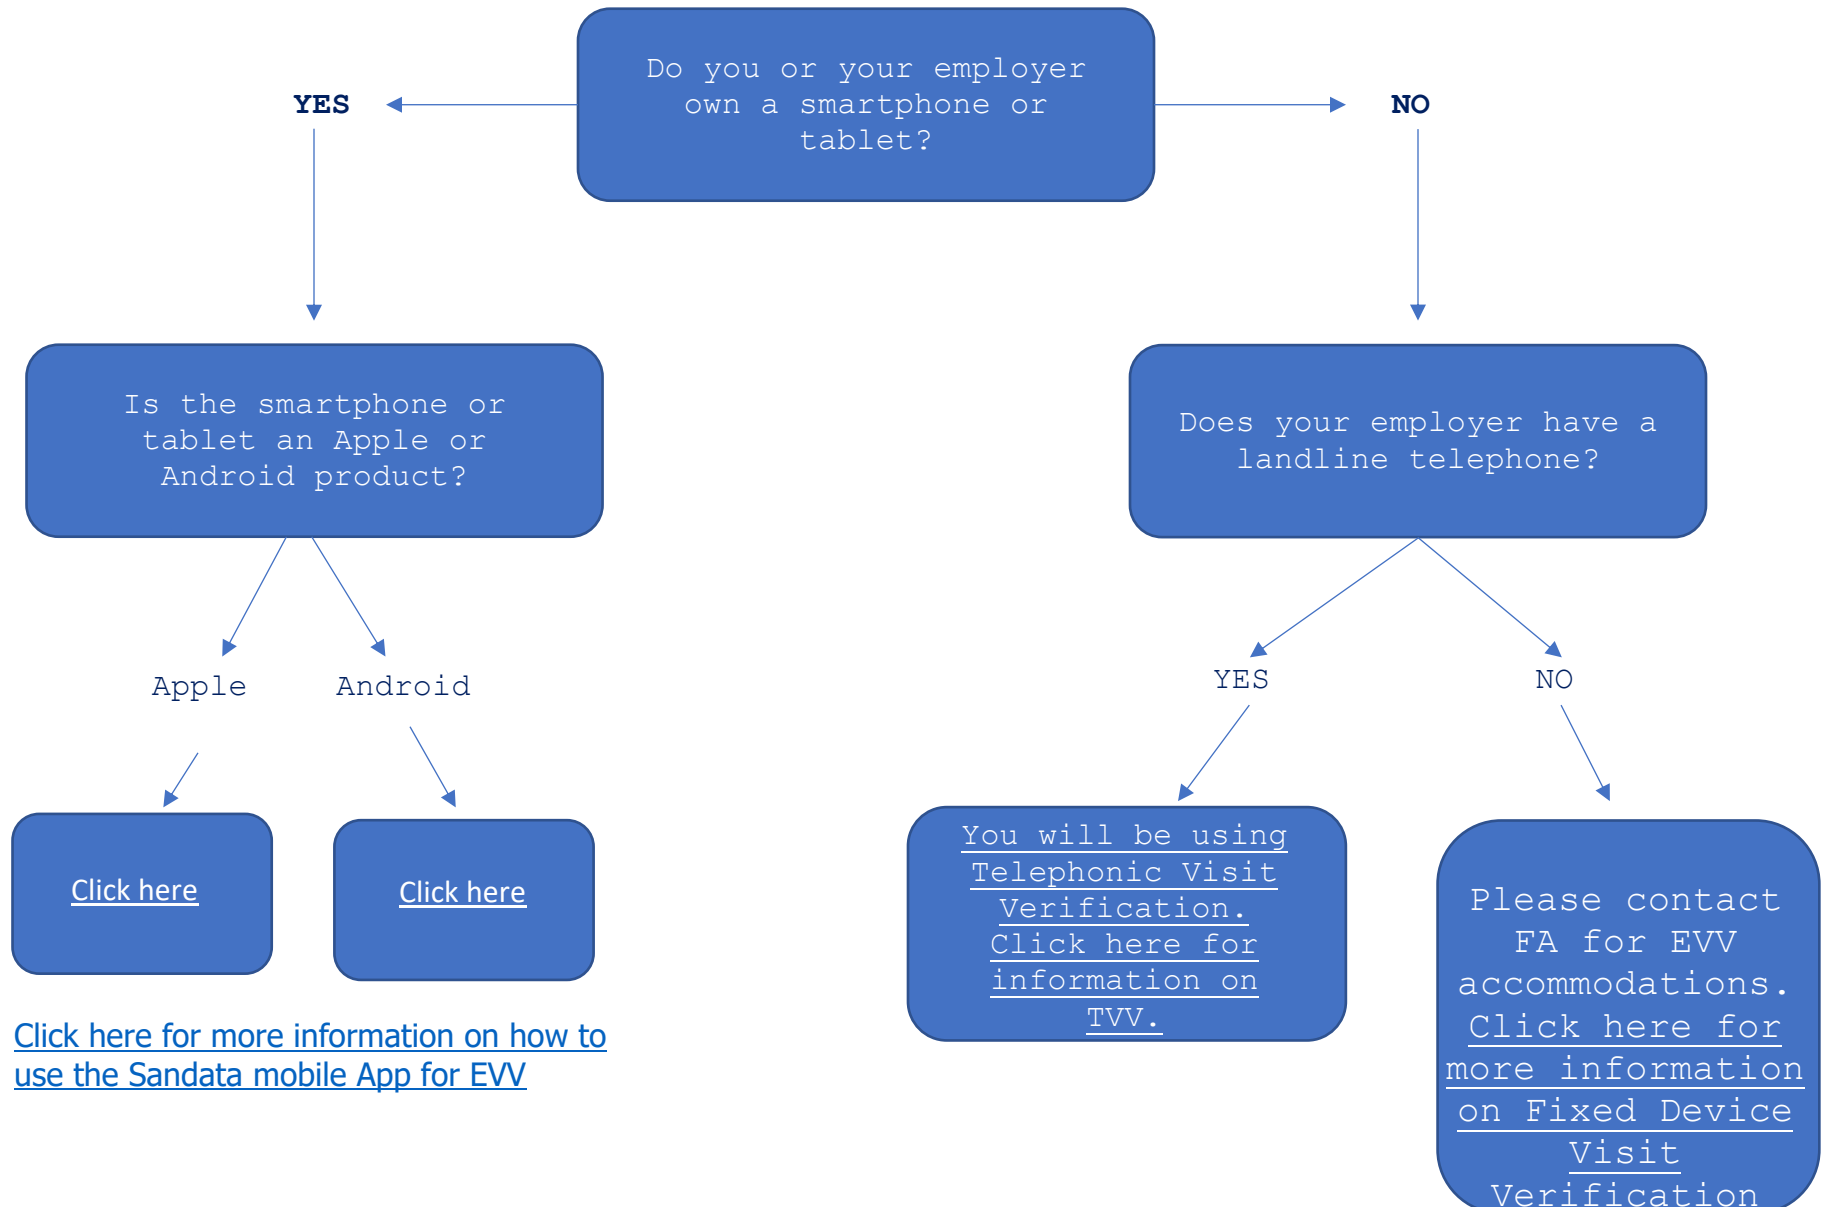 Do you or your employer
own a smartphone or
tablet?
YES
NO
Is the smartphone or
tablet an Apple or
Android product?
Does your employer have a
landline telephone?
Apple
Android
YES
NO
Click here
Click here
You will be using
Telephonic Visit
Verification.
Click here for
information on
TVV.
Please contact
FA for EVV
accommodations.
Click here for
more information
on Fixed Device
Visit
Verification
Click here for more information on how to
use the Sandata mobile App for EVV